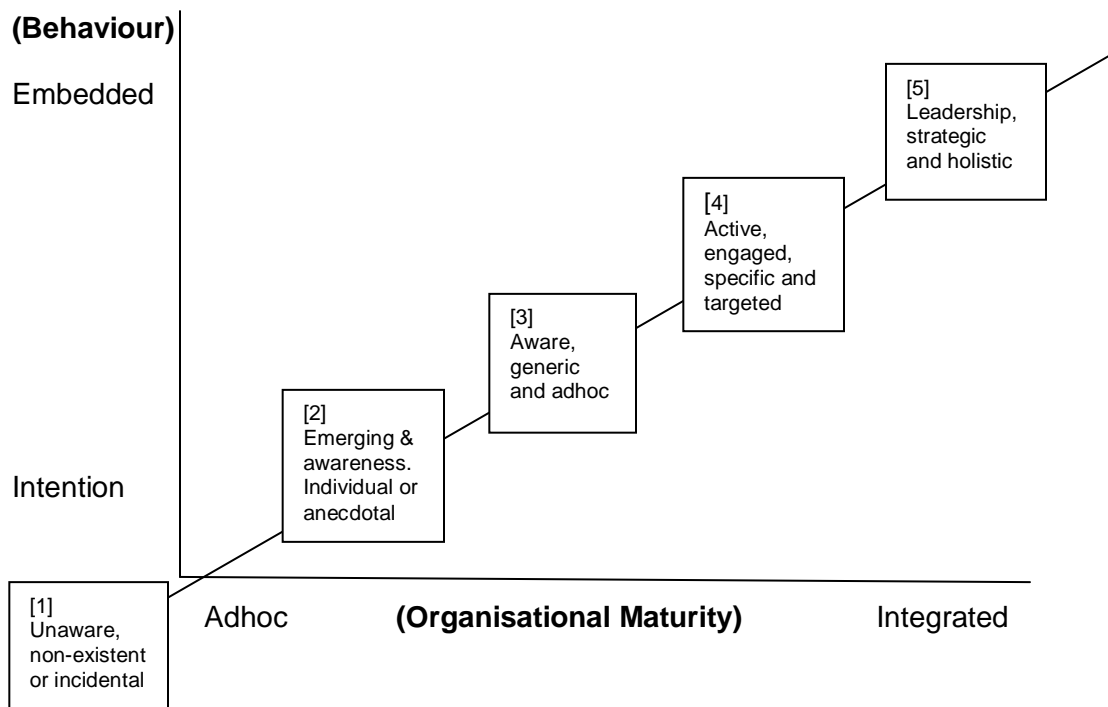 (Behaviour)
Embedded
[5]
Leadership,
strategic
and holistic
[4]
Active,
engaged,
specific and
targeted
[3]
Aware,
generic
and adhoc
[2]
Emerging &
awareness.
Individual or
anecdotal
Intention
[1]
Unaware,
non-existent
or incidental
Adhoc
(Organisational Maturity)
Integrated